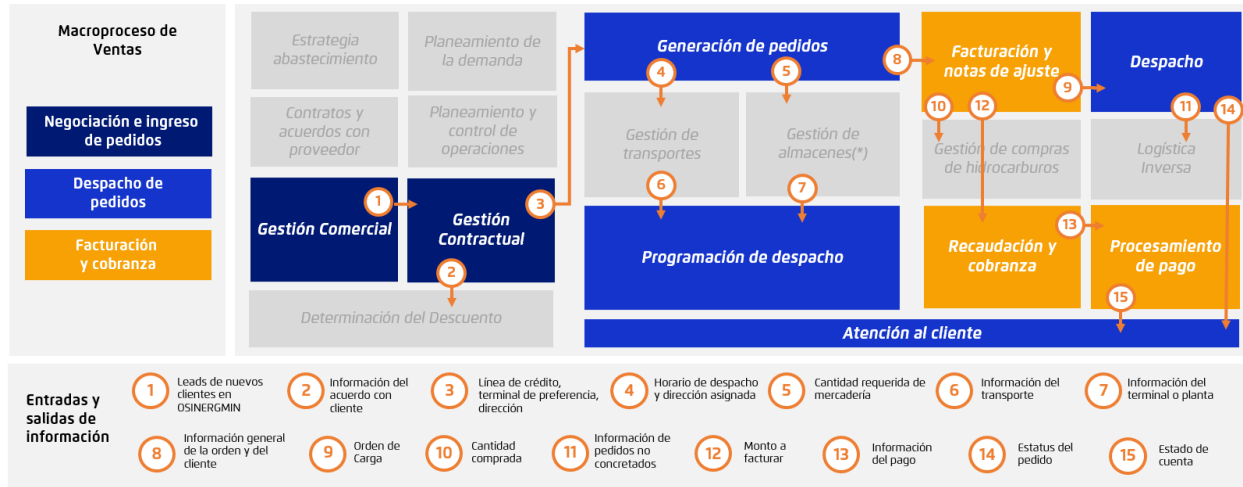 Macroproceso de
Ventas
Negociación e ingreso
de pedidos
Despacho de
pedidos
Facturación
y cobranza
Estrategia
abastecimiento
Planeamiento de
la demanda
Contratos y
acuerdos con
proveedor
Planeamiento y
control de
operaciones
Gestión Comercial
1
Gestión
Contractual
3
2
Determinación del Descuento
Generación de pedidos
4
5
8
Gestión de
transportes
Gestión de
almacenes(*)
6
7
Programación de despacho
Facturación y
notas de ajuste
9
10
12
Despacho
11
14
Gestión de compras
de hidrocarburos
Logística
Inversa
Recaudación y
cobranza
13
Procesamiento
de pago
15
Atención al cliente
Entradas y
salidas de
información
1
Leads de nuevos
clientes en
OSINERGMIN
2
Información del
acuerdo con
cliente
3
Línea de crédito,
terminal de preferencia,
dirección
4
Horario de despacho
y dirección asignada
5
Cantidad requerida de
mercadería
6
Información del
transporte
7
Información del
terminal o planta
8
Información general
de la orden y del
cliente
9
Orden de
Carga
10
Cantidad
comprada
11
Información de
pedidos no
concretados
12
Monto a
facturar
13
Información
del pago
14
Estatus del
pedido
15
Estado de
cuenta